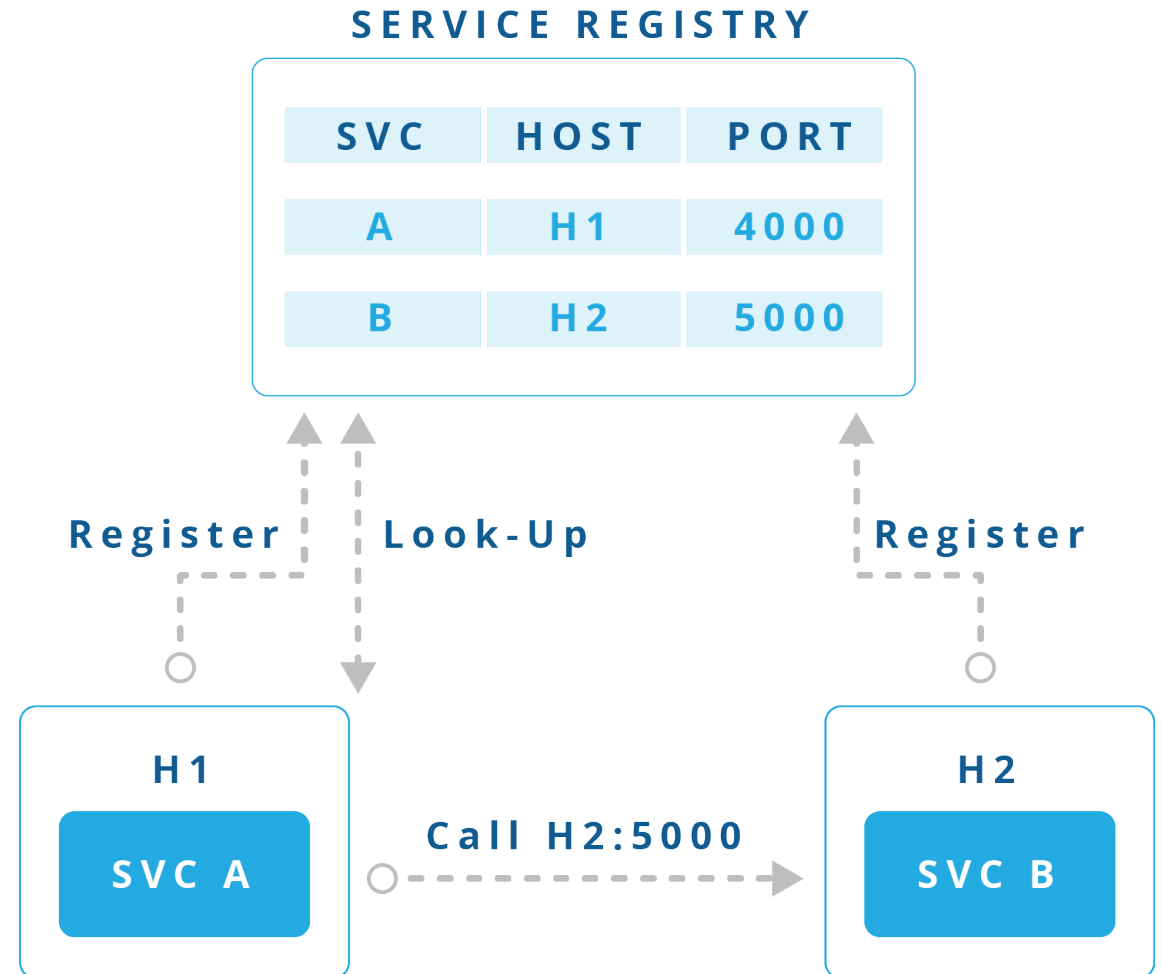 SERVICE REGISTRY
SVC HOST PORT
A H1 4000
B H2 5000
Register Look-Up Register
H1 H2
Call H2:5000
SVC A SVC B